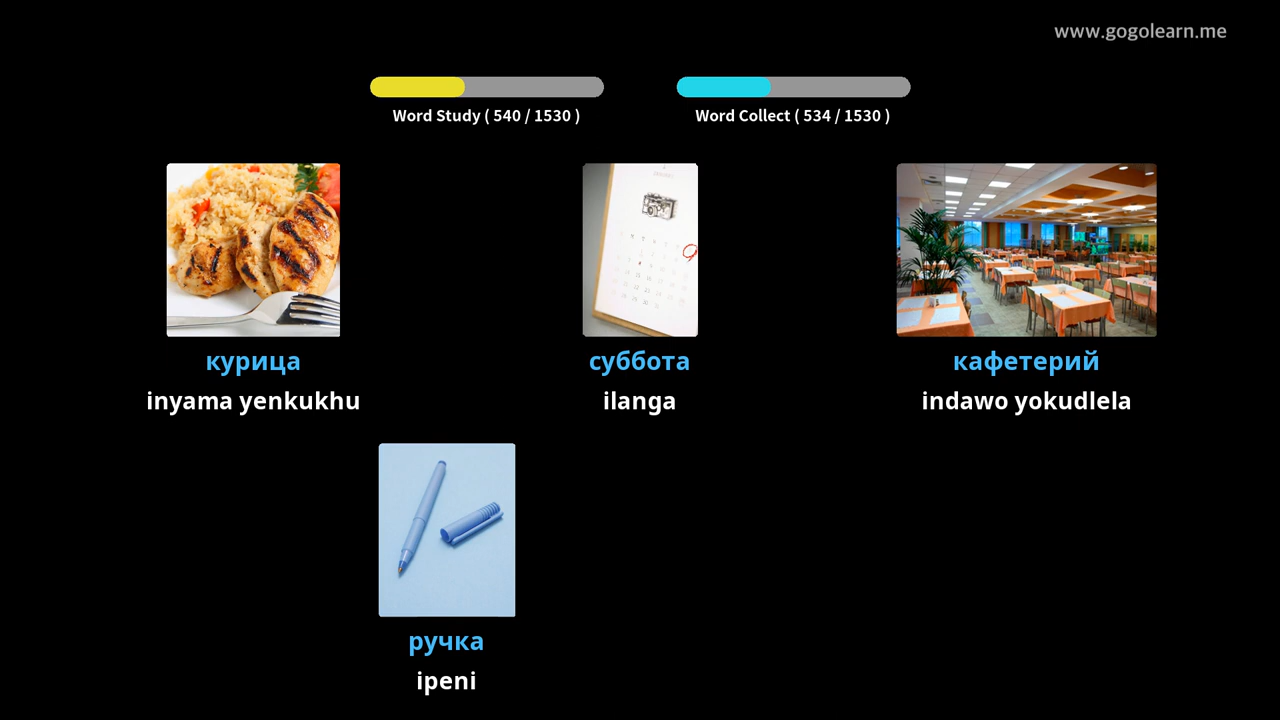 www.gogolearn.me
Word Study ( 540 / 1530 )
Word Collect ( 534 / 1530 )
курица
inyama yenkukhu
суббота
ilanga
кафетерий
indawo yokudlela
ручка
ipeni